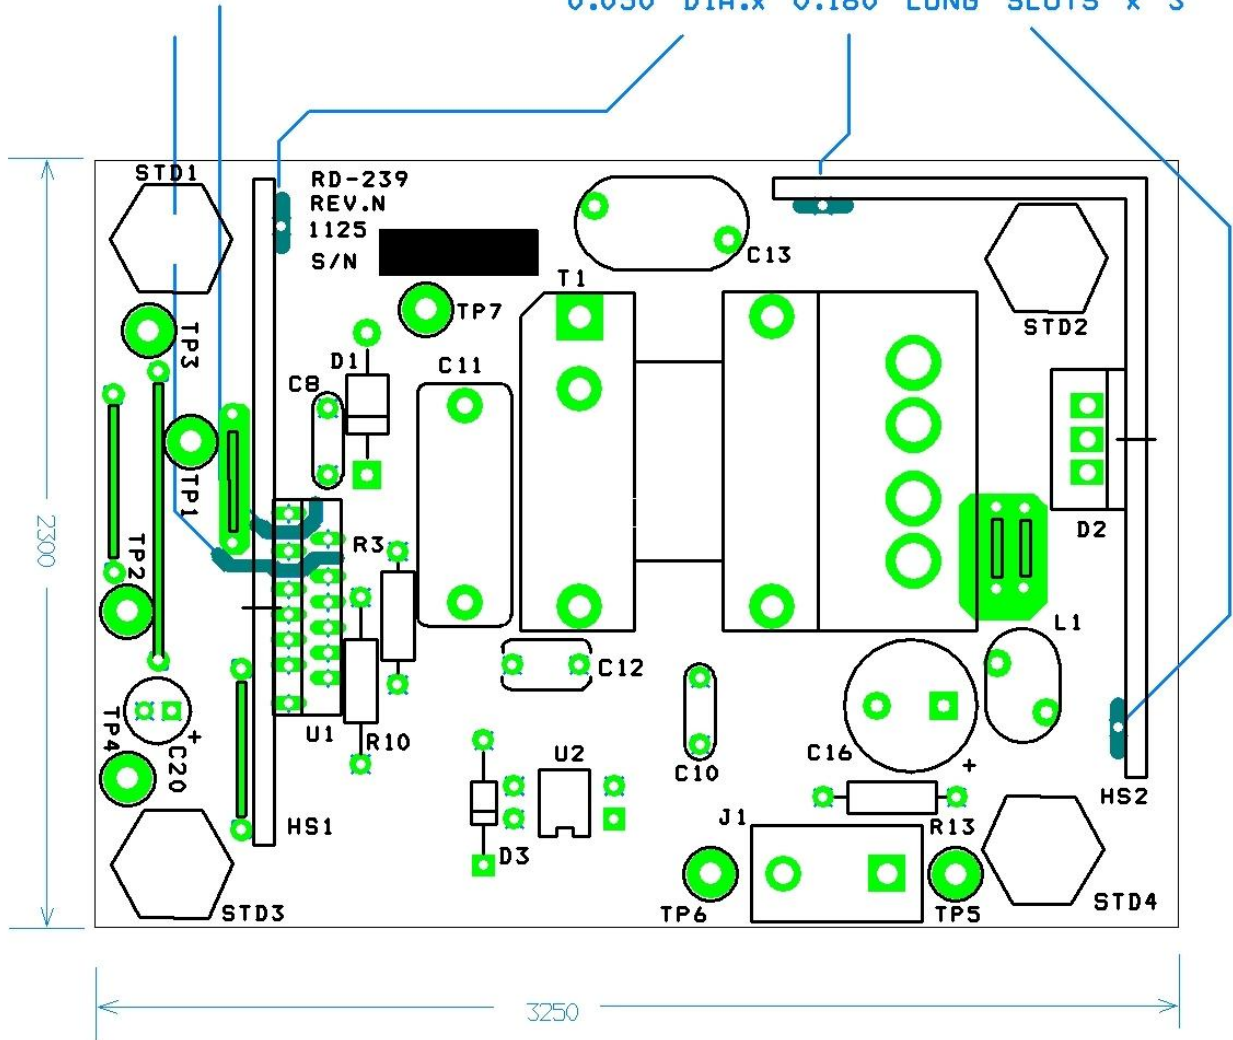 0.050 DIA.x 0.180 LONG SLOTS x 3
STD1
RD-239
REV.N
1125
S/N
C13
T1
TP7
STD2
TP3
D1
C11
C8
TP1
D2
2300
R3
TP2
L1
C12
U1
R10
TP4
C20
+
U2
C10
C16
+
HS2
HS1
J1
R13
D3
STD3
TP6
TP5
STD4
3250